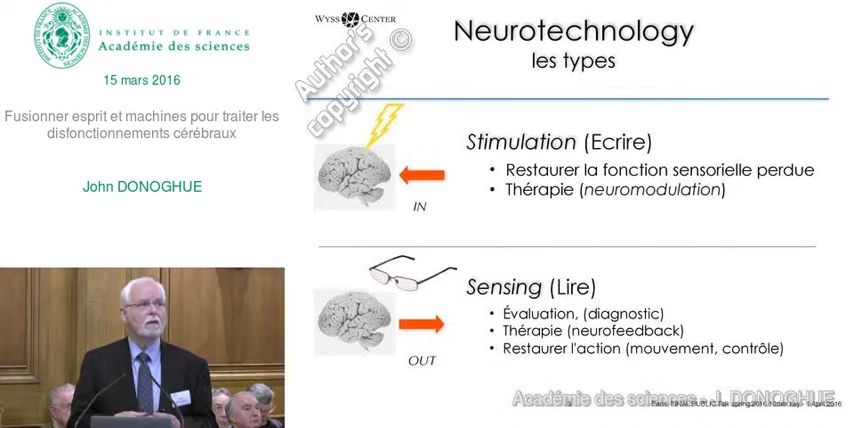 INSTITUT DE FRANCE
Académie des sciences
15 mars 2016
Fusionner esprit et machines pour traiter les
disfonctionnements cérébraux
John DONOGHUE
WYSS CENTER
Author's
copyright ©
Neurotechnology
les types
Stimulation (Ecrire)
• Restaurer la fonction sensorielle perdue
• Thérapie (neuromodulation)
IN
Sensing (Lire)
• Évaluation, (diagnostic)
• Thérapie (neurofeedback)
• Restaurer l'action (mouvement, contrôle)
OUT
Académie des sciences - J. DONOGHUE